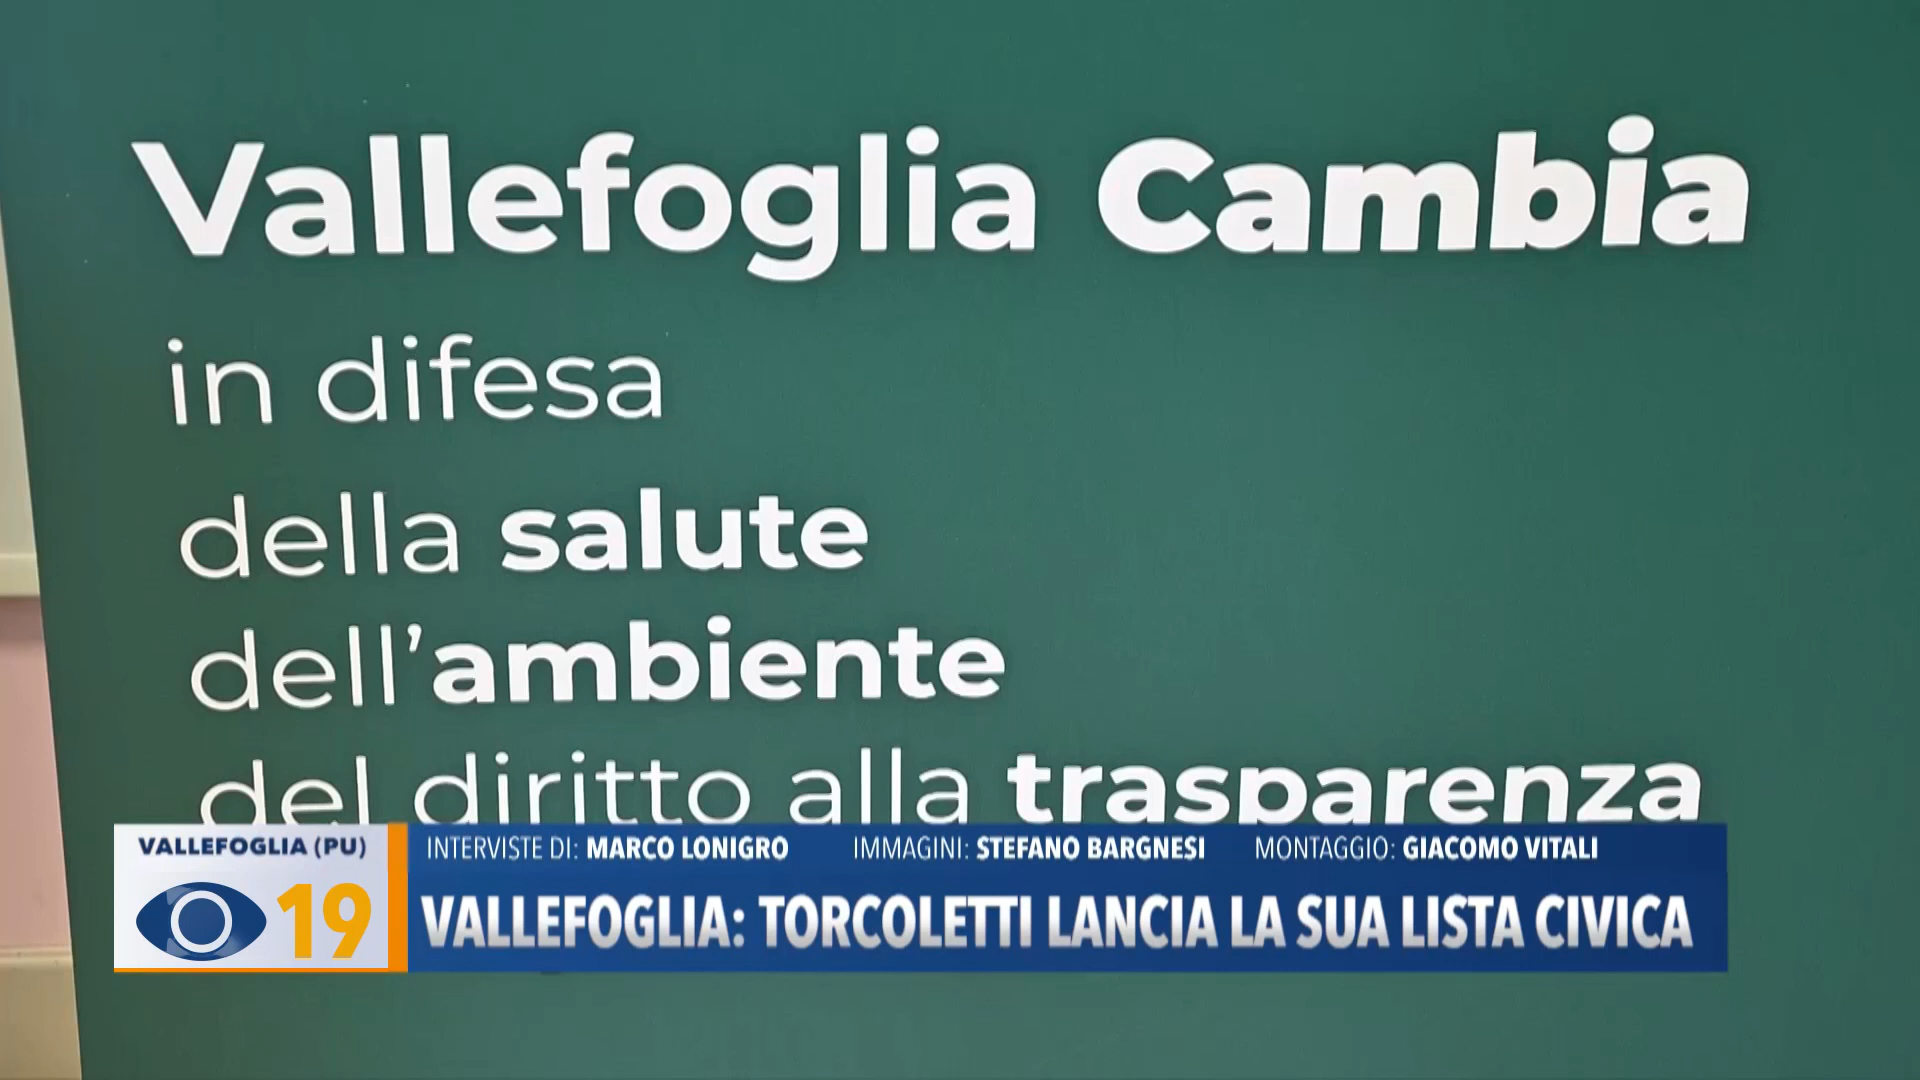 Vallefoglia Cambia
in difesa
della salute
dell'ambiente
del diritto alla trasparenza
VALLEFOGLIA (PU)
19
INTERVISTE DI: MARCO LONIGRO IMMAGINI: STEFANO BARGNESI MONTAGGIO: GIACOMO VITALI
VALLEFOGLIA: TORCOLETTI LANCIA LA SUA LISTA CIVICA